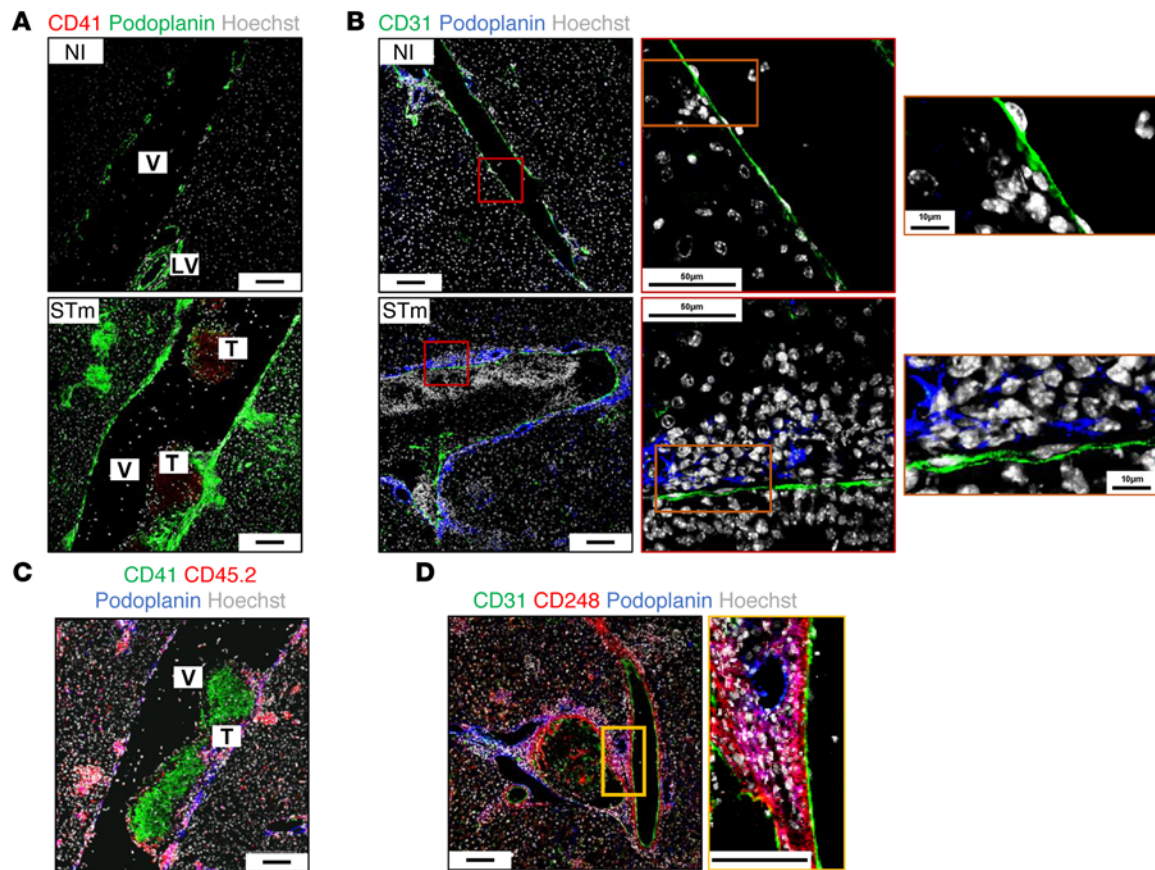 A
CD41 Podoplanin Hoechst
NI
V
LV
STm
T
V
T
B
CD31 Podoplanin Hoechst
NI
50µm
10µm
STm
50µm
10µm
C
CD41 CD45.2
Podoplanin Hoechst
V
T
D
CD31 CD248 Podoplanin Hoechst